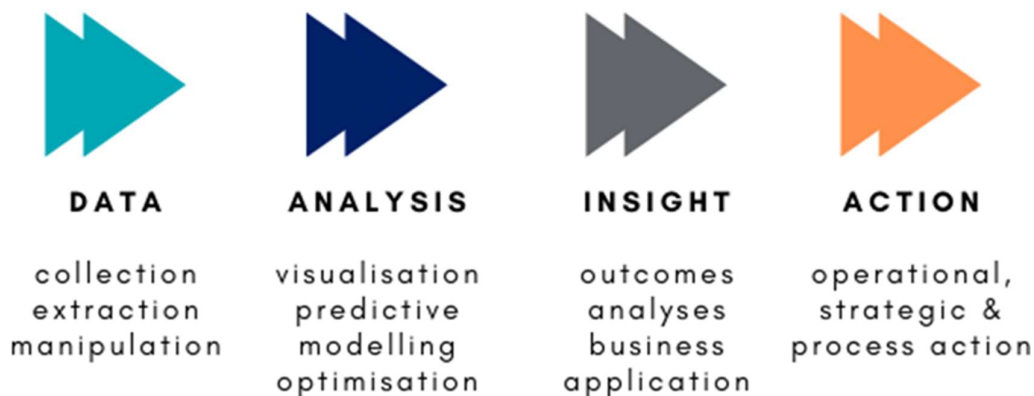 DATA
collection
extraction
manipulation
ANALYSIS
visualisation
predictive
modelling
optimisation
INSIGHT
outcomes
analyses
business
application
ACTION
operational,
strategic &
process action